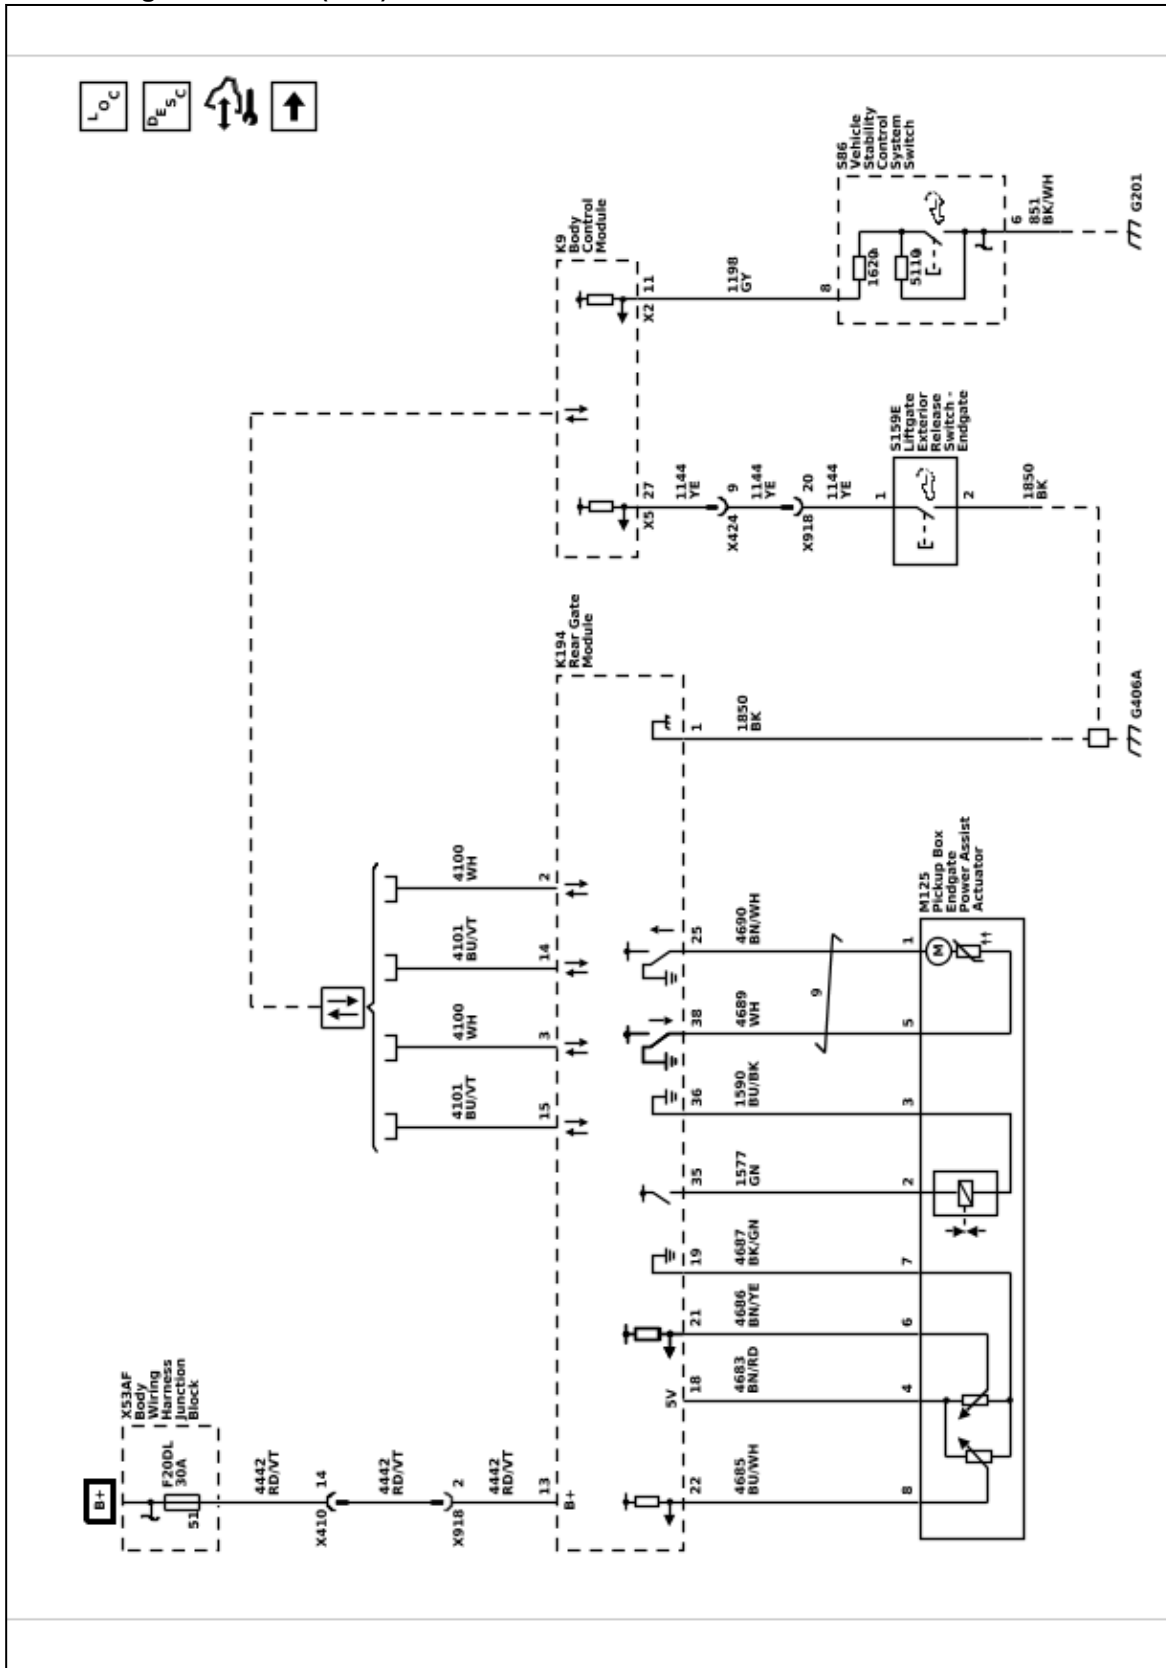 LOC
DESC
B+
X53AF
Body
Wiring
Harness
Junction
Block
F20DL
30A
51
4442
RD/VT
X410
14
4442
RD/VT
X918
2
4442
RD/VT
13
B+
4101
BU/VT
15
4100
WH
3
4101
BU/VT
14
4100
WH
2
K194
Rear Gate
Module
22
4685
BU/WH
8
5V
18
4683
BN/RD
4
21
4686
BN/YE
6
19
4687
BK/GN
7
35
1577
GN
2
36
1590
BU/BK
3
38
4689
WH
5
9
25
4690
BN/WH
1
M
M125
Pickup Box
Endgate
Power Assist
Actuator
1
1850
BK
G406A
K9
Body
Control
Module
X5
27
1144
YE
X424
9
1144
YE
X918
20
1144
YE
1
S159E
Liftgate
Exterior
Release
Switch -
Endgate
2
1850
BK
X2
11
1198
GY
8
S86
Vehicle
Stability
Control
System
Switch
6
851
BK/WH
G201